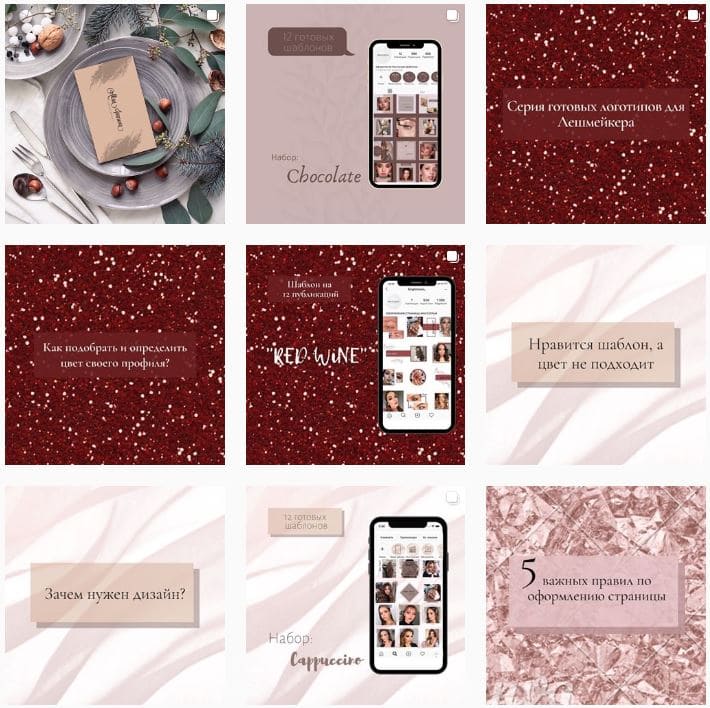 12 готовых
шаблонов
Набор:
Chocolate
Серия готовых логотипов для
Лешмейкера
Как подобрать и определить
цвет своего профиля?
Шаблон на
12 публикаций
"RED WINE"
Нравится шаблон, а
цвет не подходит
Зачем нужен дизайн?
12 готовых
шаблонов
Набор:
Cappuccino
5 важных правил по
оформлению страницы